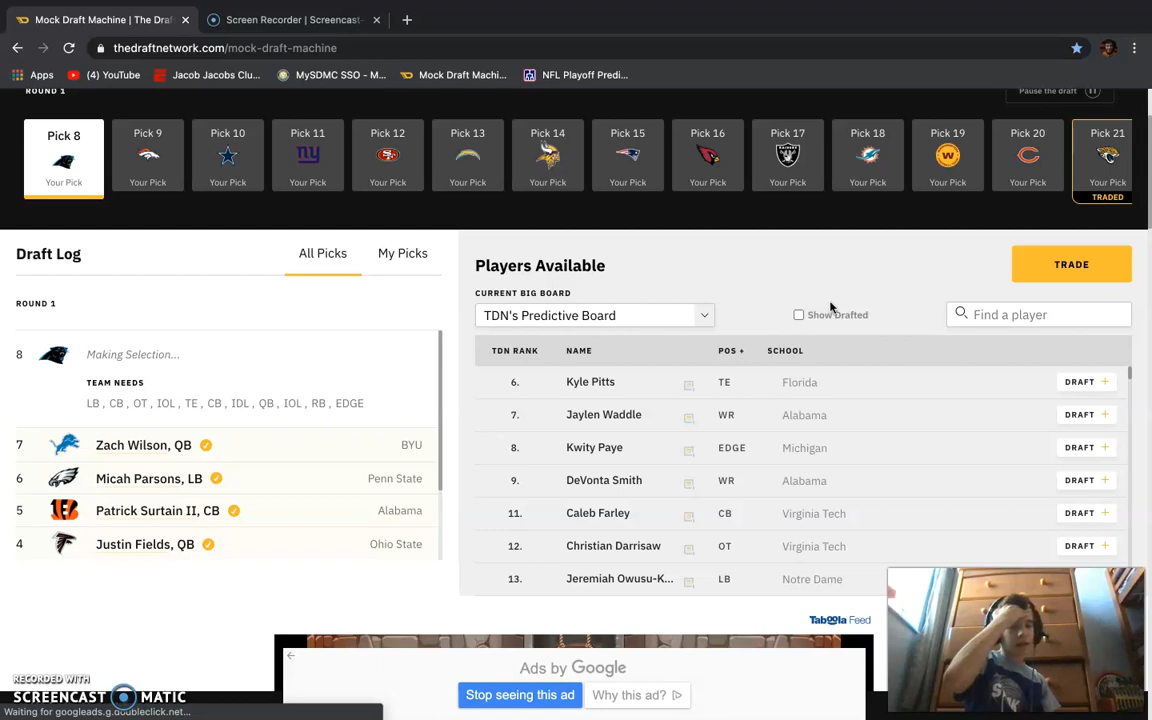 Mock Draft Machine | The Draf
Screen Recorder | Screencast-
thedraftnetwork.com/mock-draft-machine
Apps
(4) YouTube
Jacob Jacobs Clu...
MySDMC SSO - M...
Mock Draft Machi...
NFL Playoff Predi...
ROUND 1
Pause the draft
Pick 8
Your Pick
Pick 9
Your Pick
Pick 10
Your Pick
Pick 11
Your Pick
Pick 12
Your Pick
Pick 13
Your Pick
Pick 14
Your Pick
Pick 15
Your Pick
Pick 16
Your Pick
Pick 17
Your Pick
Pick 18
Your Pick
Pick 19
Your Pick
Pick 20
Your Pick
Pick 21
Your Pick
TRADED
Draft Log
All Picks
My Picks
ROUND 1
8 Making Selection...
TEAM NEEDS
LB , CB , OT , IOL , TE , CB , IDL , QB , IOL , RB , EDGE
7 Zach Wilson, QB BYU
6 Micah Parsons, LB Penn State
5 Patrick Surtain II, CB Alabama
4 Justin Fields, QB Ohio State
Players Available
TRADE
CURRENT BIG BOARD
TDN's Predictive Board
Show Drafted
Find a player
TDN RANK NAME POS + SCHOOL
6. Kyle Pitts TE Florida DRAFT +
7. Jaylen Waddle WR Alabama DRAFT +
8. Kwity Paye EDGE Michigan DRAFT +
9. DeVonta Smith WR Alabama DRAFT +
11. Caleb Farley CB Virginia Tech DRAFT +
12. Christian Darrisaw OT Virginia Tech DRAFT +
13. Jeremiah Owusu-K... LB Notre Dame
Taboola Feed
Ads by Google
Stop seeing this ad
Why this ad?
RECORDED WITH
SCREENCAST MATIC
Waiting for googleads.g.doubleclick.net...